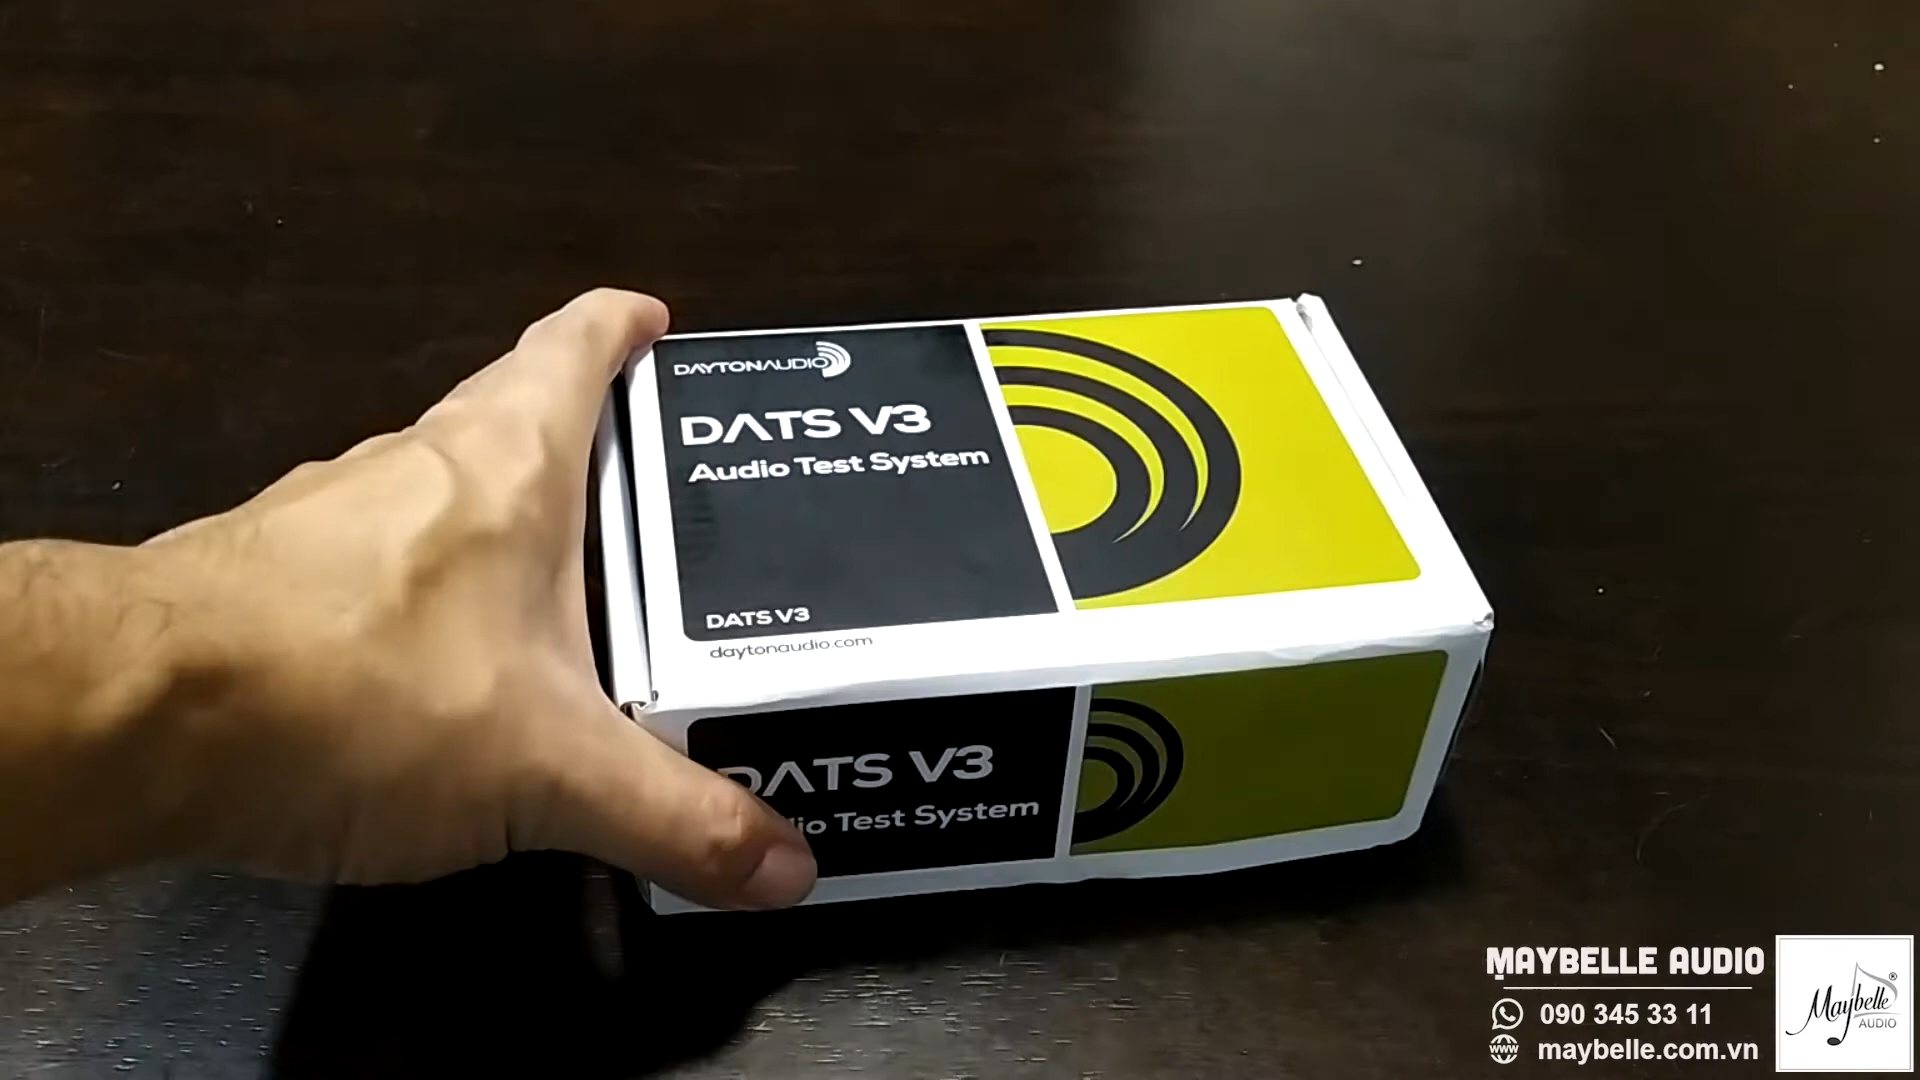 DAYTONAUDIO
DATS V3
Audio Test System
DATS V3
daytonaudio.com
DATS V3
Test System
MAYBELLE AUDIO
090 345 33 11
www
maybelle.com.vn
Maybelle ®
AUDIO